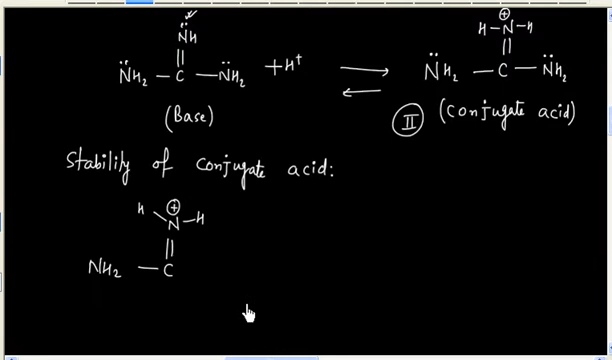 N̈H
N̈H₂ — C — N̈H₂ + H⁺ ⇌ N̈H₂ — C — N̈H₂
H — N — H
⊕
(Base)
II (Conjugate acid)
Stability of conjugate acid:
⊕
H N — H
NH₂ — C